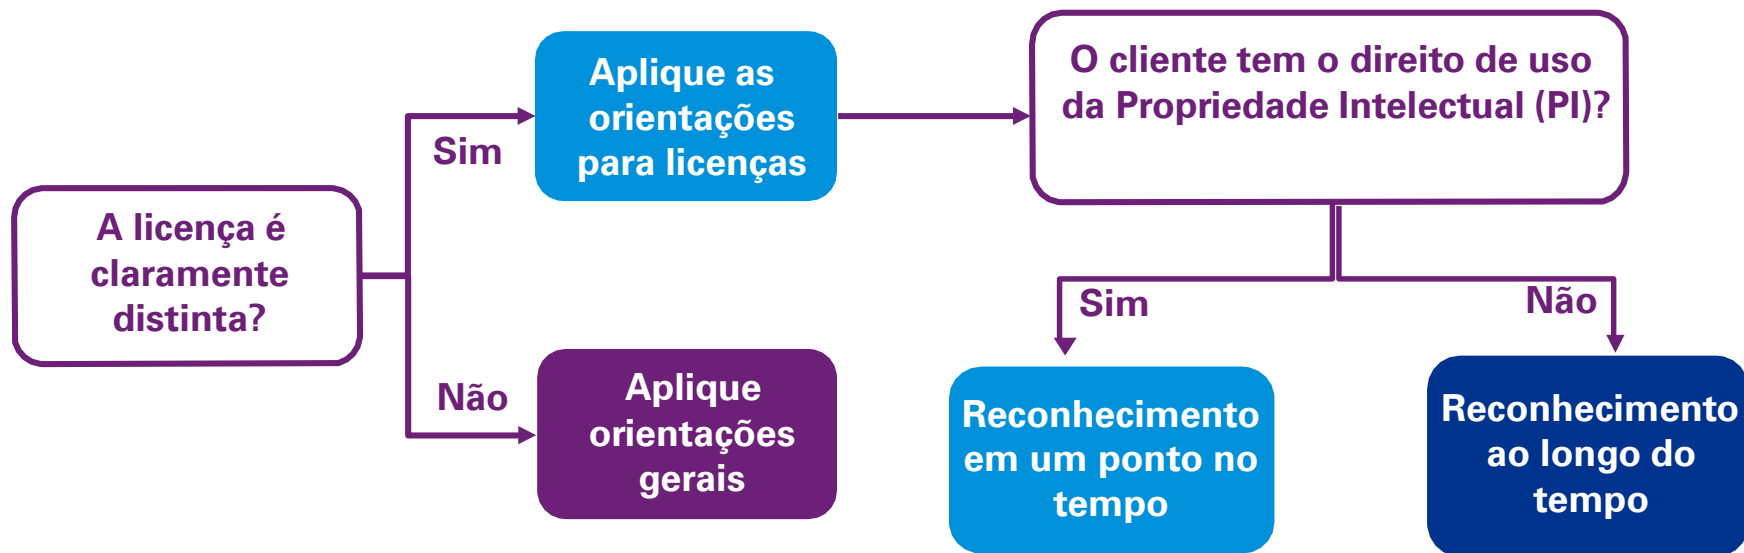 A licença é
claramente
distinta?
Sim
Aplique as
orientações
para licenças
Não
Aplique
orientações
gerais
O cliente tem o direito de uso
da Propriedade Intelectual (PI)?
Sim
Reconhecimento
em um ponto no
tempo
Não
Reconhecimento
ao longo do
tempo